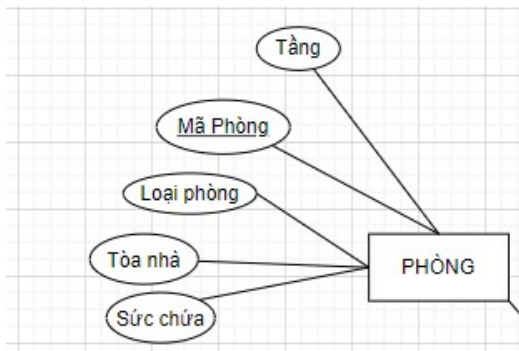 Tầng
Mã Phòng
Loại phòng
Tòa nhà
PHÒNG
Sức chứa